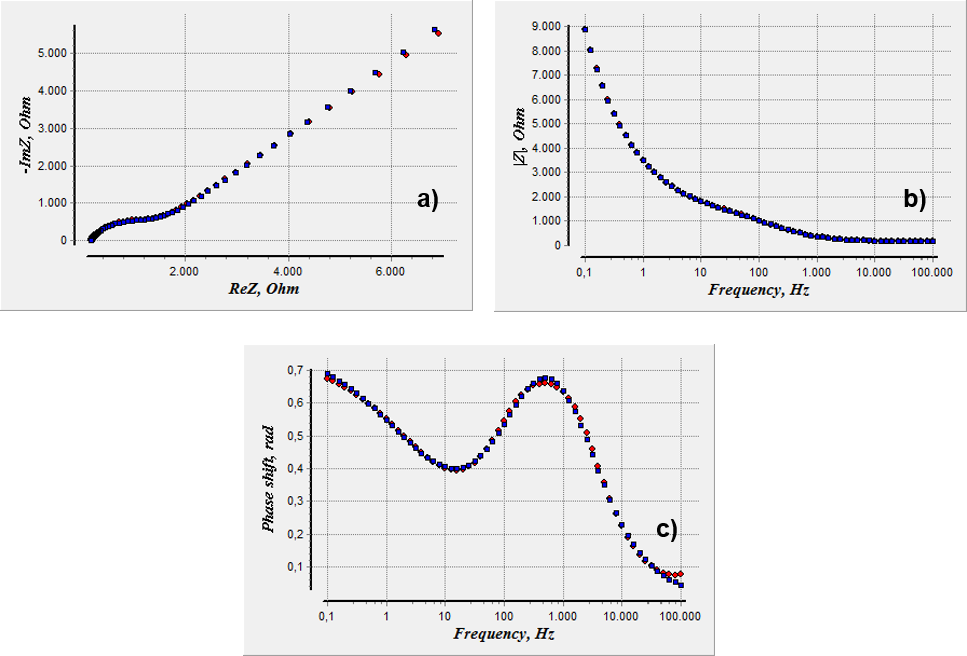 -ImZ, Ohm
5.000
4.000
3.000
2.000
1.000
0
2.000 4.000 6.000
ReZ, Ohm
a)
|Z|, Ohm
9.000
8.000
7.000
6.000
5.000
4.000
3.000
2.000
1.000
0
0,1 1 10 100 1.000 10.000 100.000
Frequency, Hz
b)
Phase shift, rad
0,7
0,6
0,5
0,4
0,3
0,2
0,1
0,1 1 10 100 1.000 10.000 100.000
Frequency, Hz
c)